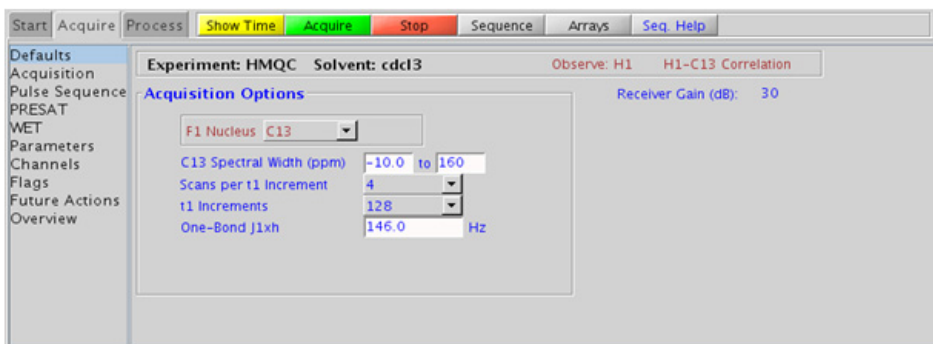 Start Acquire Process Show Time Acquire Stop Sequence Arrays Seq. Help
Defaults
Acquisition
Pulse Sequence
PRESAT
WET
Parameters
Channels
Flags
Future Actions
Overview
Experiment: HMQC Solvent: cdcl3 Observe: H1 H1-C13 Correlation
Acquisition Options Receiver Gain (dB): 30
F1 Nucleus C13
C13 Spectral Width (ppm) -10.0 to 160
Scans per t1 Increment 4
t1 Increments 128
One-Bond J1xh 146.0 Hz